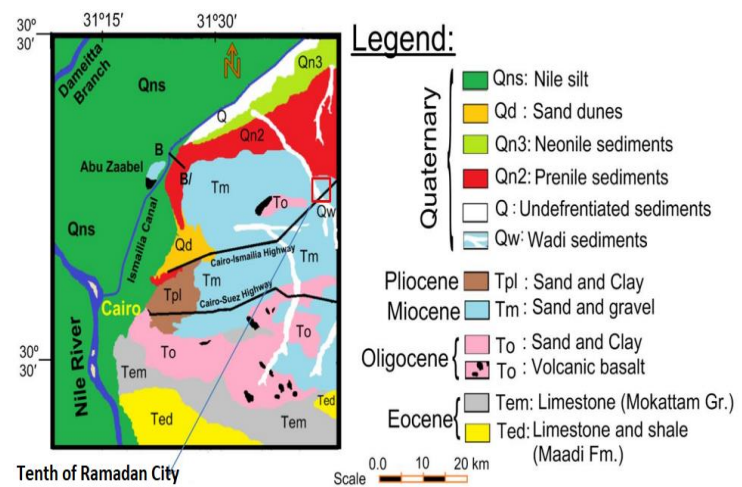 31°15' 31°30'
30°
30'
Legend:
Dameitta
Branch
Qns
Qn3
N
Q
Qn2
B
Abu Zaabel
B/
Tm
To
Qw
Ismailia Canal
Qns
Qd
Cairo-Ismailia Highway
Tm
Tm
Tpl
Cairo-Suez Highway
Cairo
To
To
30°
30'
Nile River
Tem
Ted
Tem
Ted
Tenth of Ramadan City
Quaternary
Qns: Nile silt
Qd : Sand dunes
Qn3: Neonile sediments
Qn2: Prenile sediments
Q : Undefrentiated sediments
Qw: Wadi sediments
Pliocene Tpl : Sand and Clay
Miocene Tm : Sand and gravel
Oligocene
To : Sand and Clay
To : Volcanic basalt
Eocene
Tem: Limestone (Mokattam Gr.)
Ted: Limestone and shale
(Maadi Fm.)
Scale 0.0 10 20 km